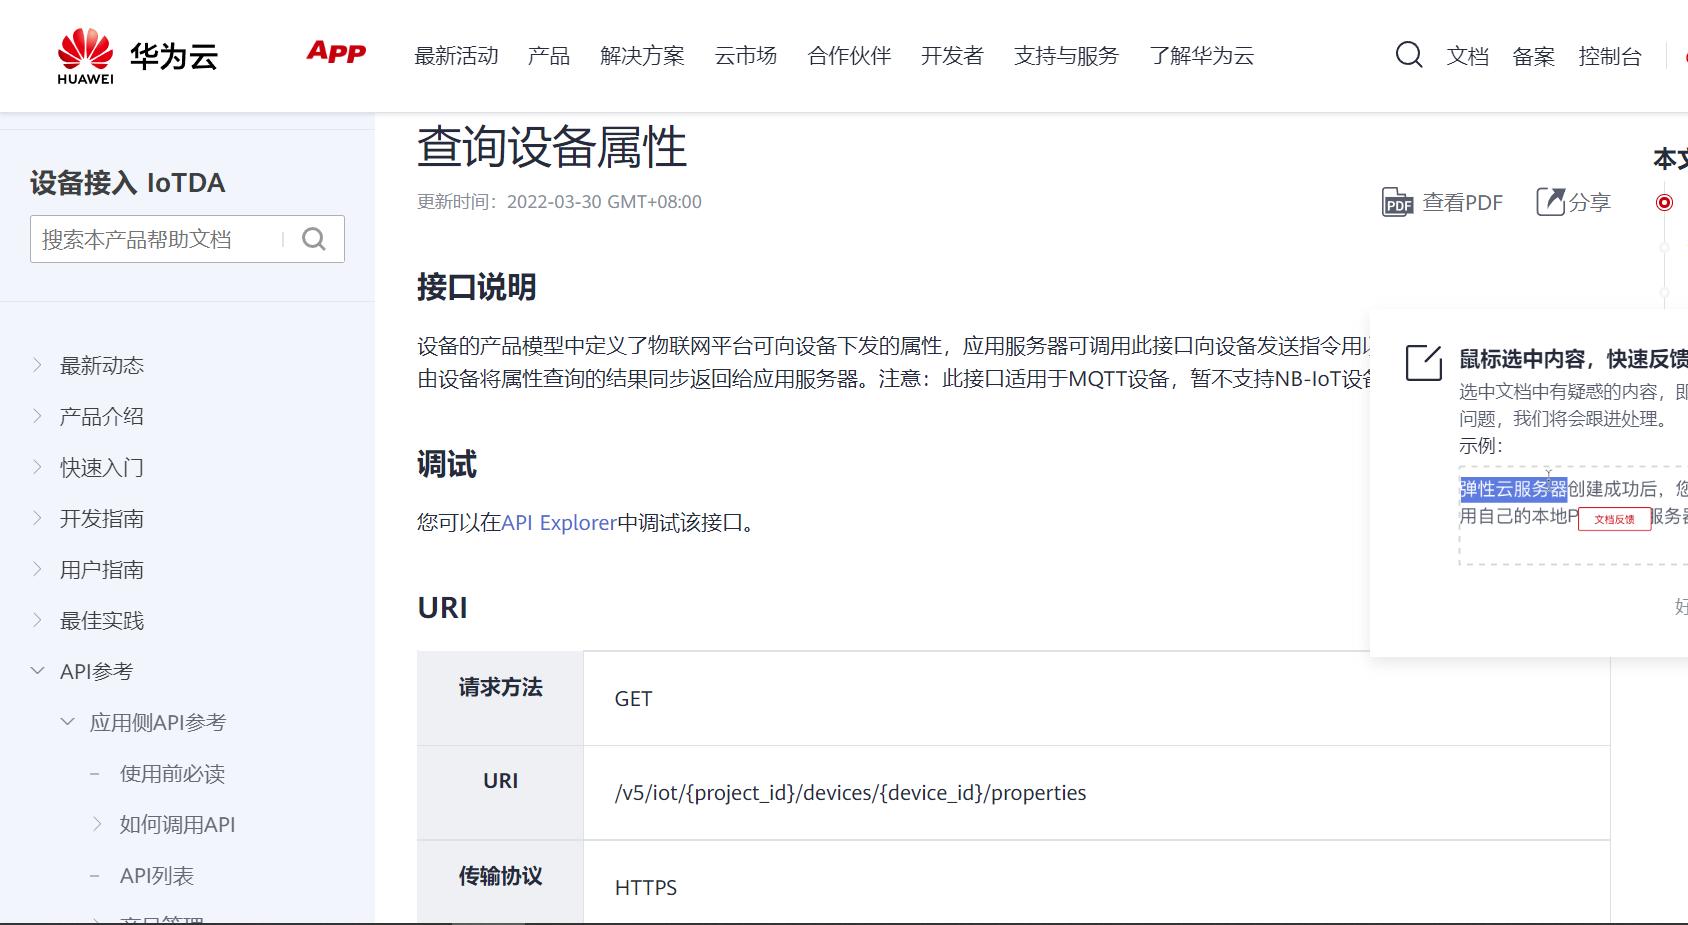 HUAWEI
华为云
APP
最新活动
产品
解决方案
云市场
合作伙伴
开发者
支持与服务
了解华为云
文档
备案
控制台
设备接入 IoTDA
搜索本产品帮助文档
最新动态
产品介绍
快速入门
开发指南
用户指南
最佳实践
API参考
应用侧API参考
使用前必读
如何调用API
API列表
产品管理
查询设备属性
更新时间：2022-03-30 GMT+08:00
查看PDF
分享
接口说明
设备的产品模型中定义了物联网平台可向设备下发的属性，应用服务器可调用此接口向设备发送指令用以
由设备将属性查询的结果同步返回给应用服务器。注意：此接口适用于MQTT设备，暂不支持NB-IoT设备
调试
您可以在API Explorer中调试该接口。
URI
请求方法
GET
URI
/v5/iot/{project_id}/devices/{device_id}/properties
传输协议
HTTPS
本文
鼠标选中内容，快速反馈
选中文档中有疑惑的内容，即
问题，我们将会跟进处理。
示例：
弹性云服务器创建成功后，您
用自己的本地P
文档反馈
服务器
好